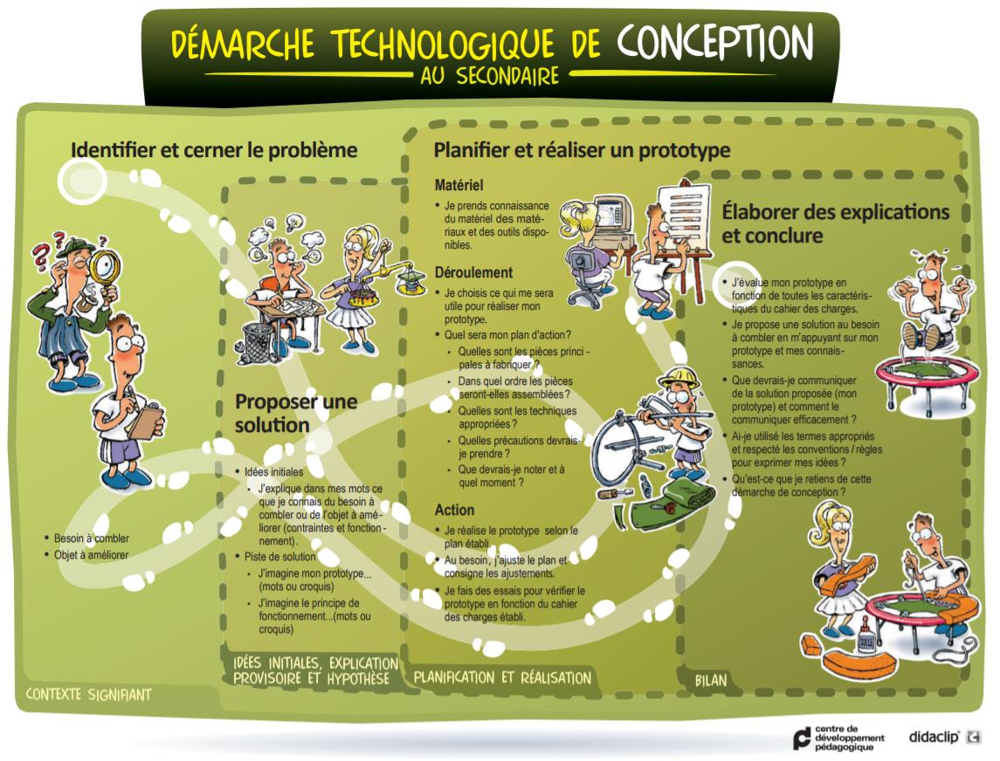 DÉMARCHE TECHNOLOGIQUE DE CONCEPTION
AU SECONDAIRE
Identifier et cerner le problème
• Besoin à combler
• Objet à améliorer
CONTEXTE SIGNIFIANT
Proposer une
solution
• Idées initiales
• J'explique dans mes mots ce
que je connais du besoin à
combler ou de l'objet à amé-
liorer (contraintes et fonction -
nement).
• Piste de solution
• J'imagine mon prototype...
(mots ou croquis)
• J'imagine le principe de
fonctionnement...(mots ou
croquis)
IDÉES INITIALES, EXPLICATION
PROVISOIRE ET HYPOTHÈSE
Planifier et réaliser un prototype
Matériel
• Je prends connaissance
du matériel des maté-
riaux et des outils dispo-
nibles.
Déroulement
• Je choisis ce qui me sera
utile pour réaliser mon
prototype.
• Quel sera mon plan d'action?
• Quelles sont les pièces princi -
pales à fabriquer ?
• Dans quel ordre les pièces
seront-elles assemblées?
• Quelles sont les techniques
appropriées?
• Quelles précautions devrais-
je prendre ?
• Que devrais-je noter et à
quel moment ?
Action
• Je réalise le prototype selon le
plan établi.
• Au besoin, j'ajuste le plan et
consigne les ajustements.
• Je fais des essais pour vérifier le
prototype en fonction du cahier
des charges établi.
PLANIFICATION ET RÉALISATION
Élaborer des explications
et conclure
• J'évalue mon prototype en
fonction de toutes les caractéris-
tiques du cahier des charges.
• Je propose une solution au besoin
à combler en m'appuyant sur mon
prototype et mes connais-
sances.
• Que devrais-je communiquer
de la solution proposée (mon
prototype) et comment le
communiquer efficacement ?
• Ai-je utilisé les termes appropriés
et respecté les conventions / règles
pour exprimer mes idées ?
• Qu'est-ce que je retiens de cette
démarche de conception ?
COLLE
BILAN
centre de
développement
pédagogique
didaclip